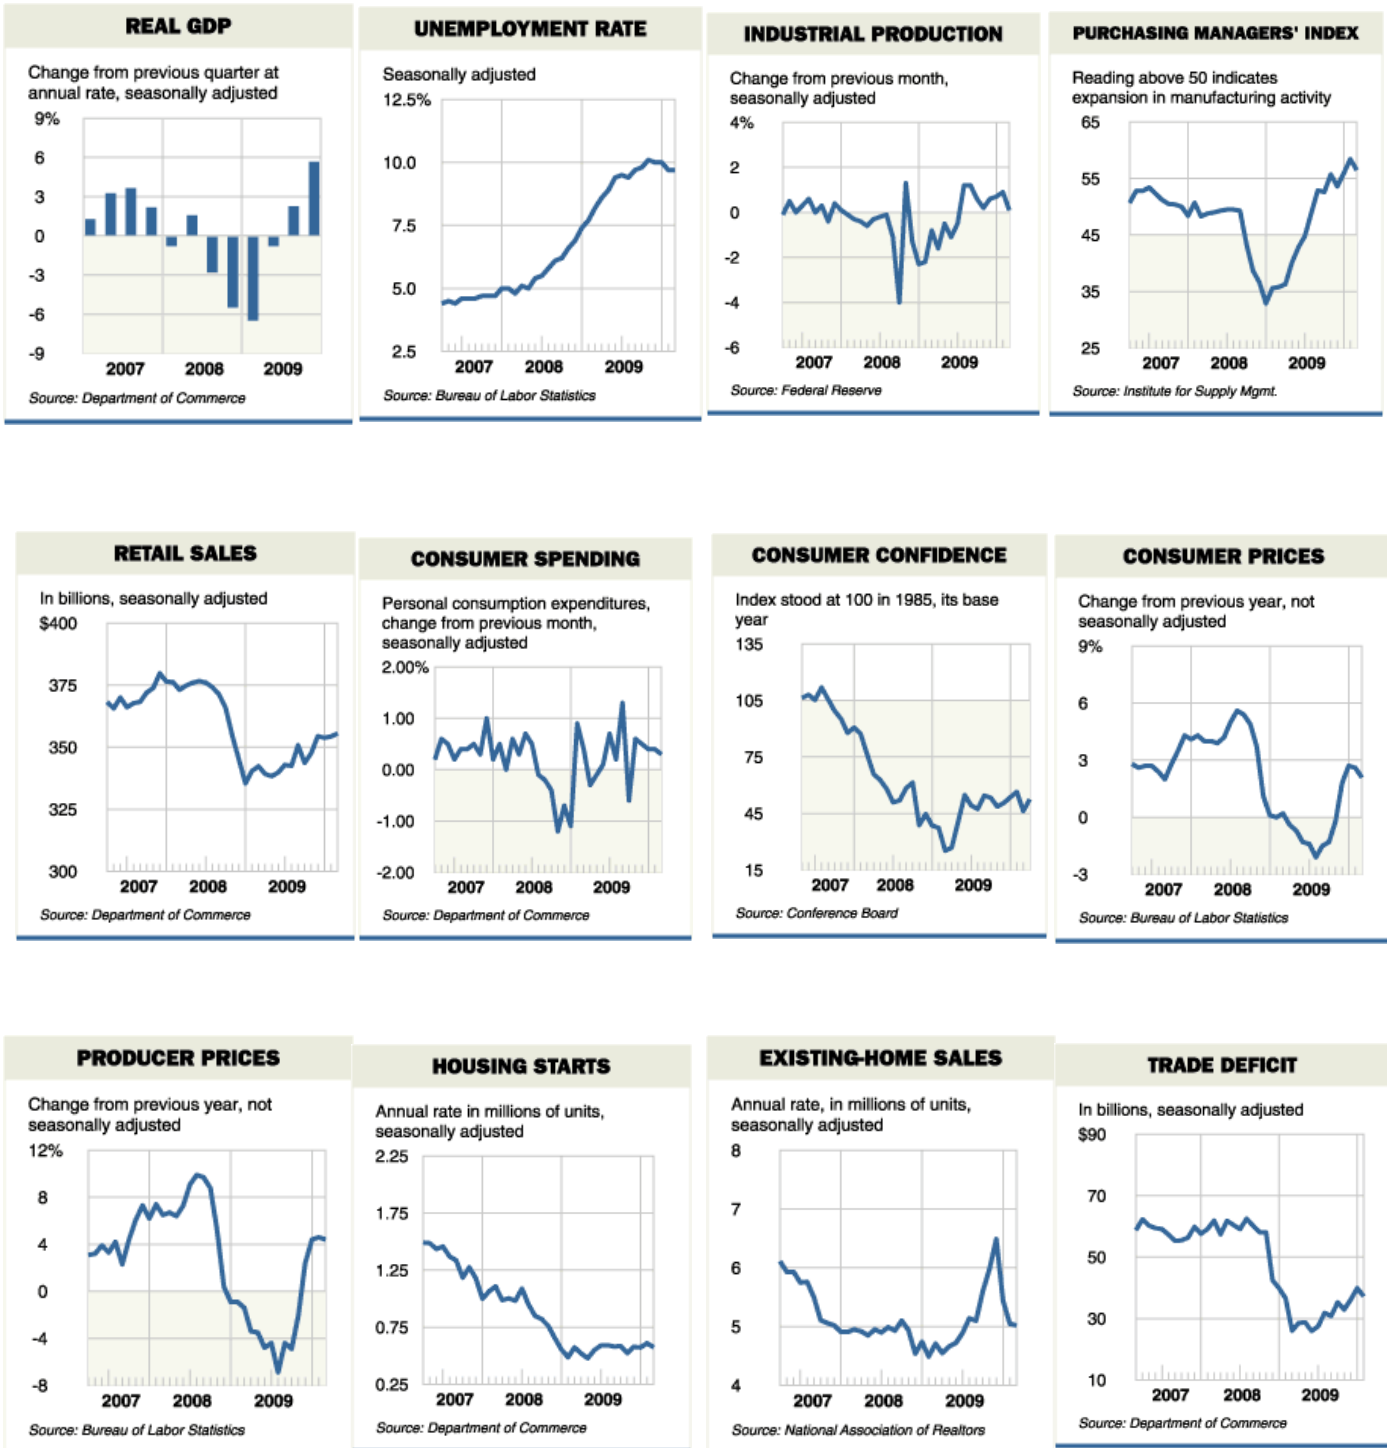 REAL GDP
Change from previous quarter at
annual rate, seasonally adjusted
9%
6
3
0
-3
-6
-9
2007 2008 2009
Source: Department of Commerce
UNEMPLOYMENT RATE
Seasonally adjusted
12.5%
10.0
7.5
5.0
2.5
2007 2008 2009
Source: Bureau of Labor Statistics
INDUSTRIAL PRODUCTION
Change from previous month,
seasonally adjusted
4%
2
0
-2
-4
-6
2007 2008 2009
Source: Federal Reserve
PURCHASING MANAGERS' INDEX
Reading above 50 indicates
expansion in manufacturing activity
65
55
45
35
25
2007 2008 2009
Source: Institute for Supply Mgmt.
RETAIL SALES
In billions, seasonally adjusted
$400
375
350
325
300
2007 2008 2009
Source: Department of Commerce
CONSUMER SPENDING
Personal consumption expenditures,
change from previous month,
seasonally adjusted
2.00%
1.00
0.00
-1.00
-2.00
2007 2008 2009
Source: Department of Commerce
CONSUMER CONFIDENCE
Index stood at 100 in 1985, its base
year
135
105
75
45
15
2007 2008 2009
Source: Conference Board
CONSUMER PRICES
Change from previous year, not
seasonally adjusted
9%
6
3
0
-3
2007 2008 2009
Source: Bureau of Labor Statistics
PRODUCER PRICES
Change from previous year, not
seasonally adjusted
12%
8
4
0
-4
-8
2007 2008 2009
Source: Bureau of Labor Statistics
HOUSING STARTS
Annual rate in millions of units,
seasonally adjusted
2.25
1.75
1.25
0.75
0.25
2007 2008 2009
Source: Department of Commerce
EXISTING-HOME SALES
Annual rate, in millions of units,
seasonally adjusted
8
7
6
5
4
2007 2008 2009
Source: National Association of Realtors
TRADE DEFICIT
In billions, seasonally adjusted
$90
70
50
30
10
2007 2008 2009
Source: Department of Commerce